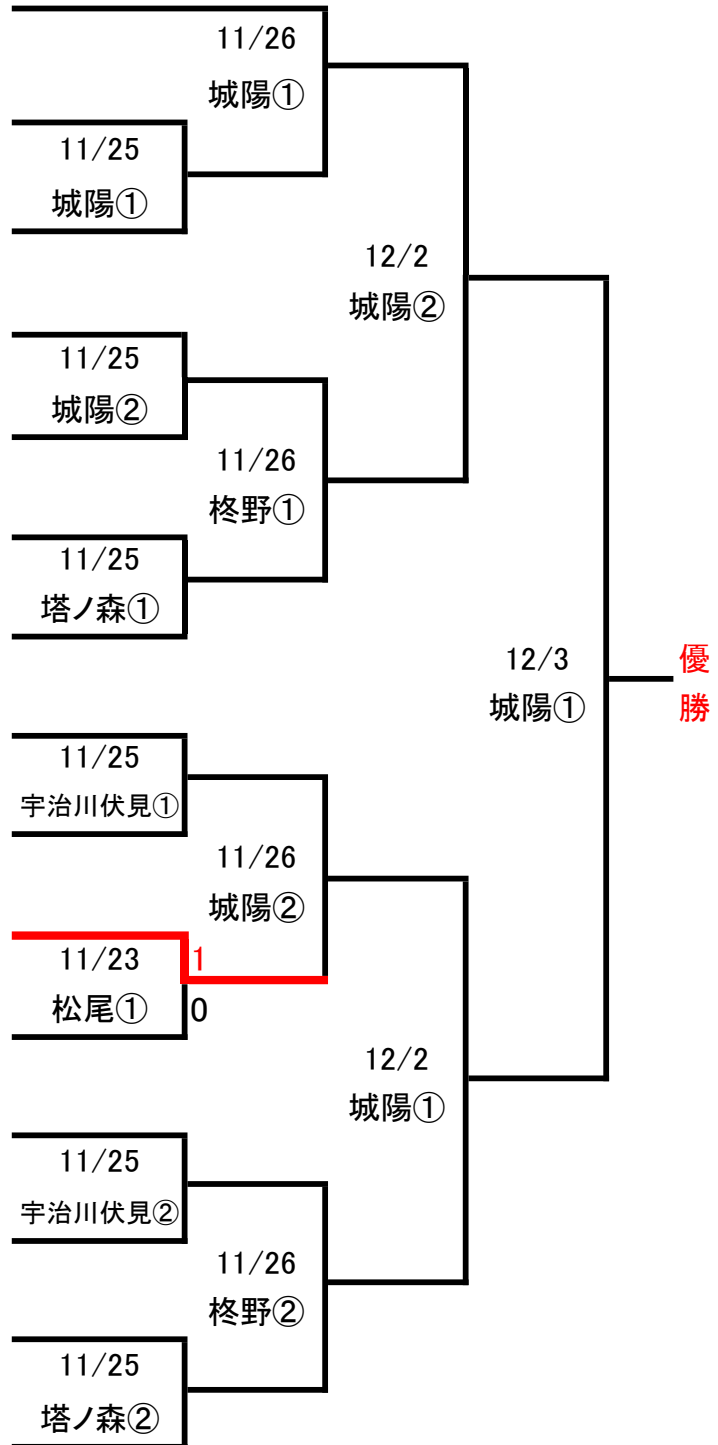 11/26
城陽①
11/25
城陽①
12/2
城陽②
11/25
城陽②
11/26
柊野①
11/25
塔ノ森①
12/3
城陽①
優
勝
11/25
宇治川伏見①
11/26
城陽②
11/23
松尾①
1
0
12/2
城陽①
11/25
宇治川伏見②
11/26
柊野②
11/25
塔ノ森②